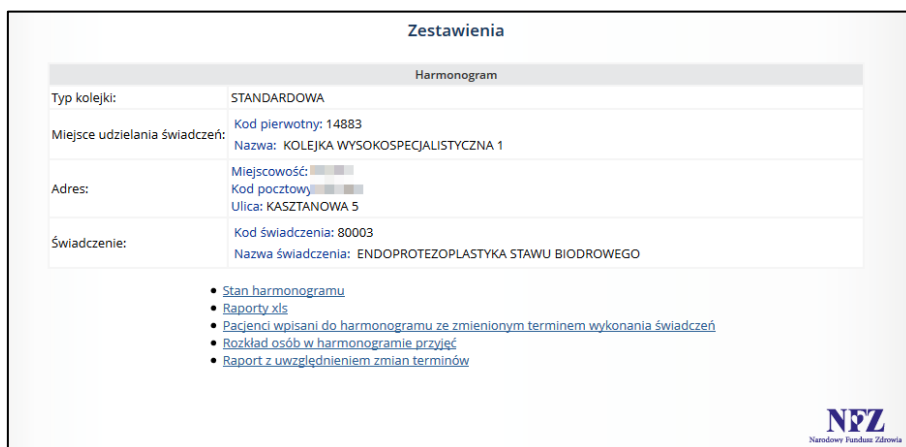 Zestawienia
Harmonogram
Typ kolejki: STANDARDOWA
Miejsce udzielania świadczeń: Kod pierwotny: 14883
Nazwa: KOLEJKA WYSOKOSPECJALISTYCZNA 1
Adres: Miejscowość:
Kod pocztowy
Ulica: KASZTANOWA 5
Świadczenie: Kod świadczenia: 80003
Nazwa świadczenia: ENDOPROTEZOPLASTYKA STAWU BIODROWEGO
Stan harmonogramu
Raporty xls
Pacjenci wpisani do harmonogramu ze zmienionym terminem wykonania świadczeń
Rozkład osób w harmonogramie przyjęć
Raport z uwzględnieniem zmian terminów
NFZ
Narodowy Fundusz Zdrowia